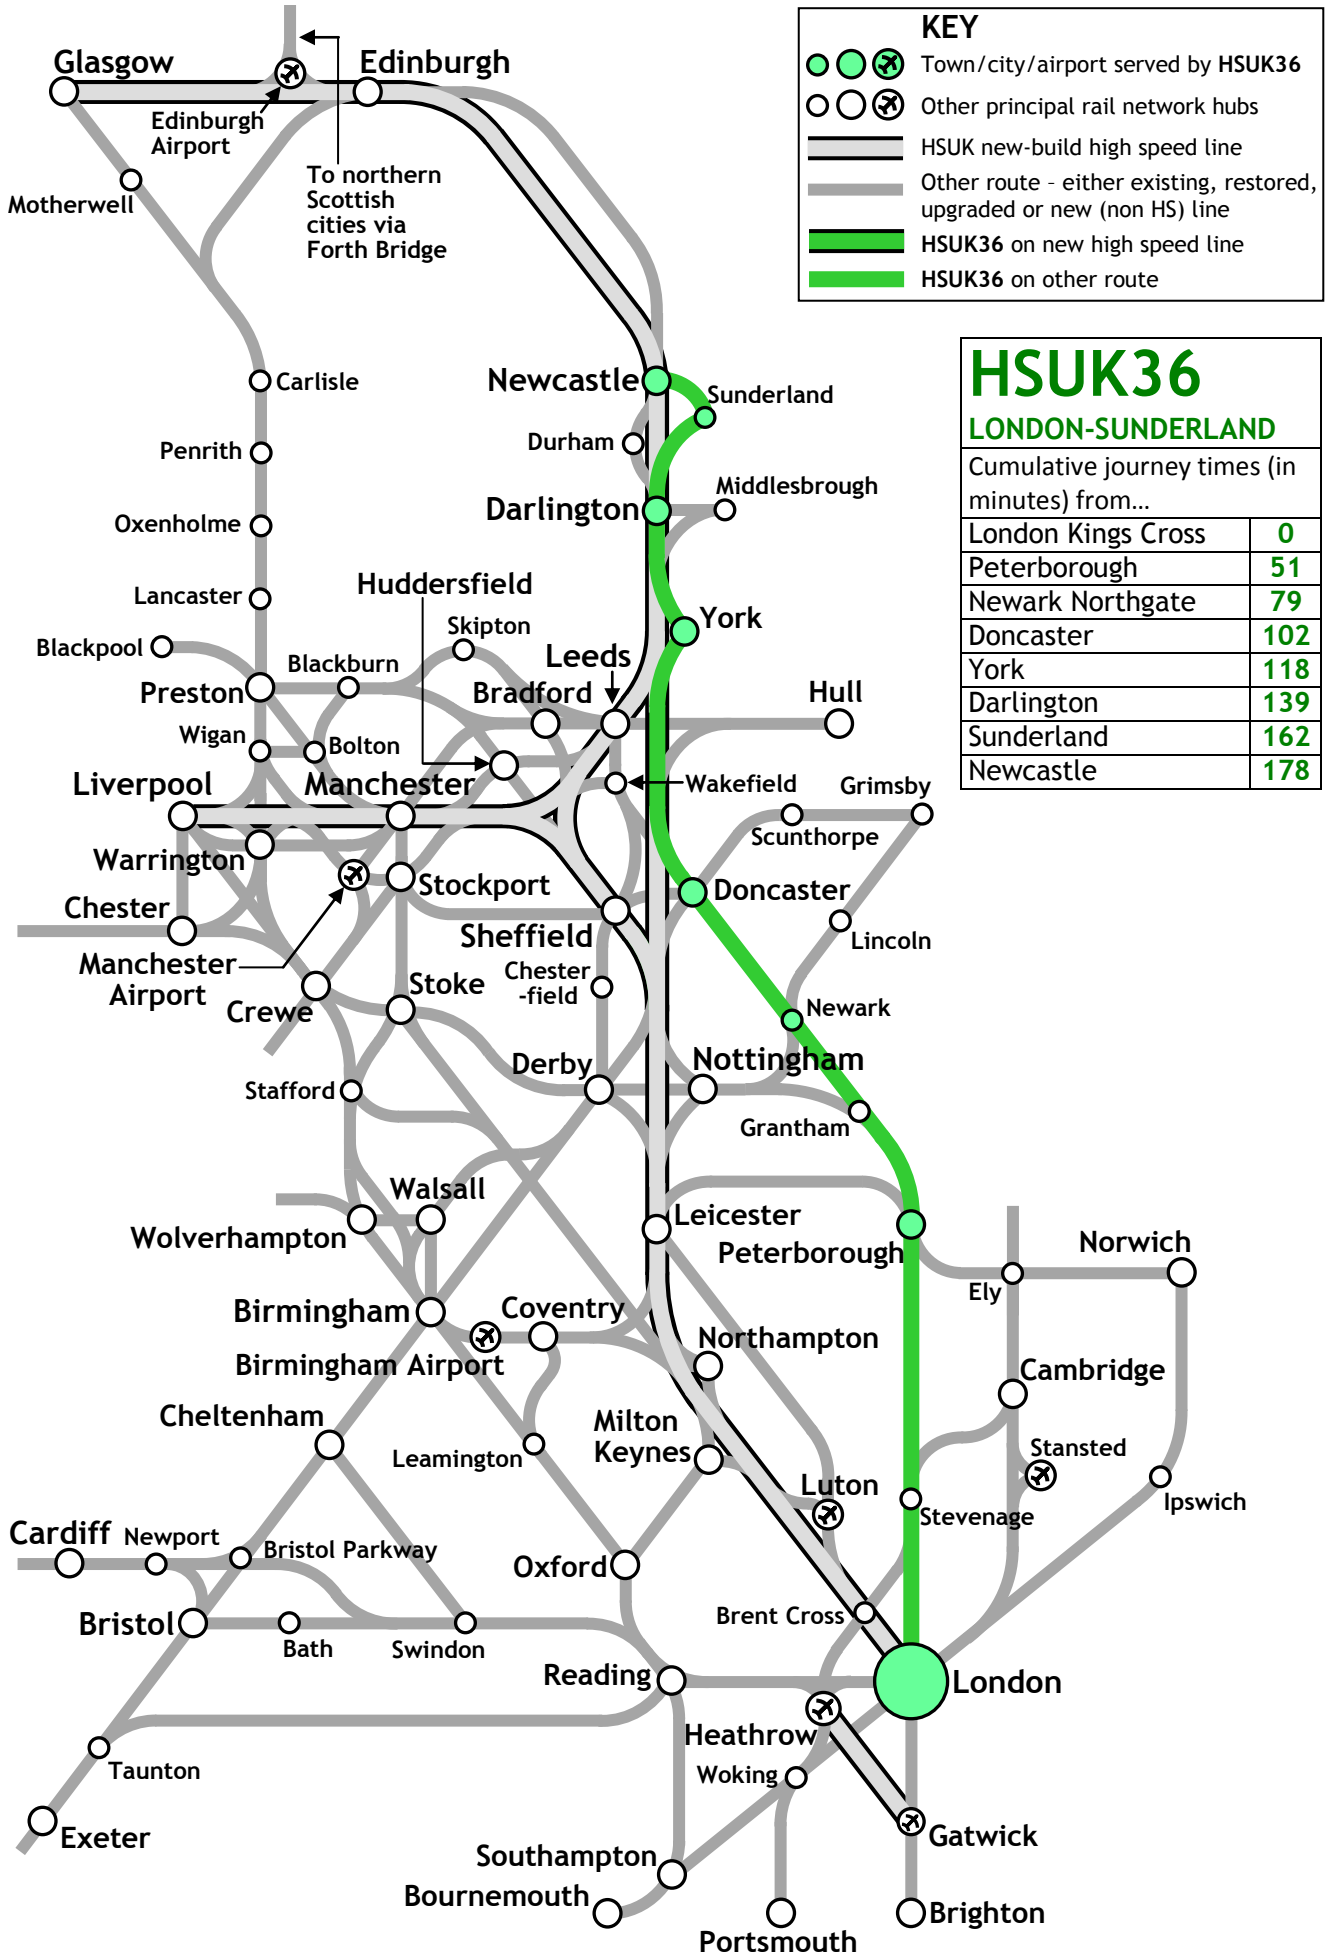 KEY
Town/city/airport served by HSUK36
Other principal rail network hubs
HSUK new-build high speed line
Other route - either existing, restored,
upgraded or new (non HS) line
HSUK36 on new high speed line
HSUK36 on other route
HSUK36
LONDON-SUNDERLAND
Cumulative journey times (in
minutes) from...
London Kings Cross 0
Peterborough 51
Newark Northgate 79
Doncaster 102
York 118
Darlington 139
Sunderland 162
Newcastle 178
Glasgow
Edinburgh
Edinburgh
Airport
To northern
Scottish
cities via
Forth Bridge
Motherwell
Carlisle
Newcastle
Sunderland
Durham
Penrith
Middlesbrough
Darlington
Oxenholme
Huddersfield
Lancaster
York
Skipton
Blackpool
Leeds
Blackburn
Preston
Bradford
Hull
Wigan
Bolton
Liverpool
Manchester
Wakefield
Grimsby
Scunthorpe
Warrington
Stockport
Doncaster
Chester
Sheffield
Lincoln
Manchester
Airport
Chester
-field
Stoke
Crewe
Newark
Derby
Nottingham
Stafford
Grantham
Walsall
Leicester
Wolverhampton
Peterborough
Norwich
Ely
Birmingham
Coventry
Northampton
Birmingham Airport
Cambridge
Cheltenham
Milton
Keynes
Leamington
Stansted
Luton
Ipswich
Stevenage
Cardiff
Newport
Bristol Parkway
Oxford
Brent Cross
Bristol
Bath
Swindon
Reading
London
Heathrow
Woking
Taunton
Exeter
Gatwick
Southampton
Bournemouth
Brighton
Portsmouth